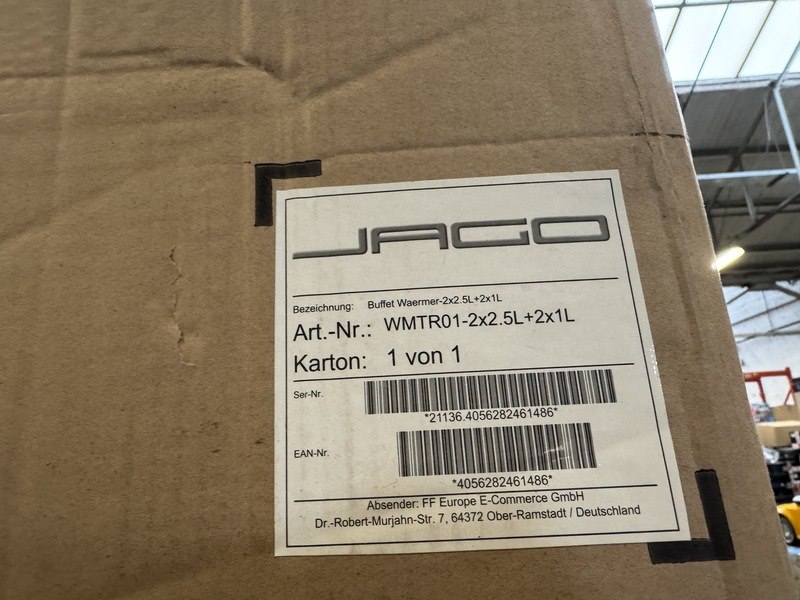 JAGO
Bezeichnung: Buffet Waermer-2x2.5L+2x1L
Art.-Nr.: WMTR01-2x2.5L+2x1L
Karton: 1 von 1
Ser-Nr.
*21136.4056282461486*
EAN-Nr.
*4056282461486*
Absender: FF Europe E-Commerce GmbH
Dr.-Robert-Murjahn-Str. 7, 64372 Ober-Ramstadt / Deutschland